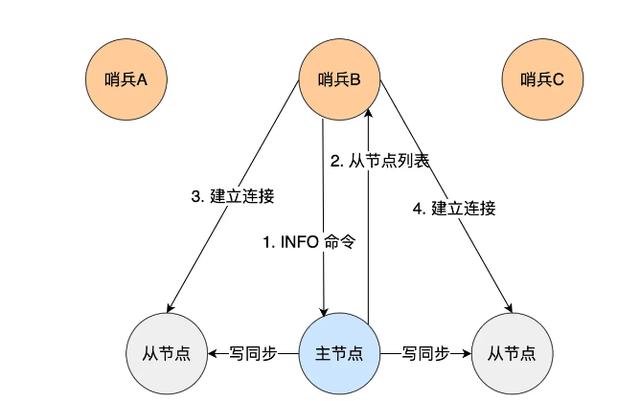 哨兵A
哨兵B
哨兵C
2. 从节点列表
3. 建立连接
4. 建立连接
1. INFO 命令
从节点
写同步
主节点
写同步
从节点